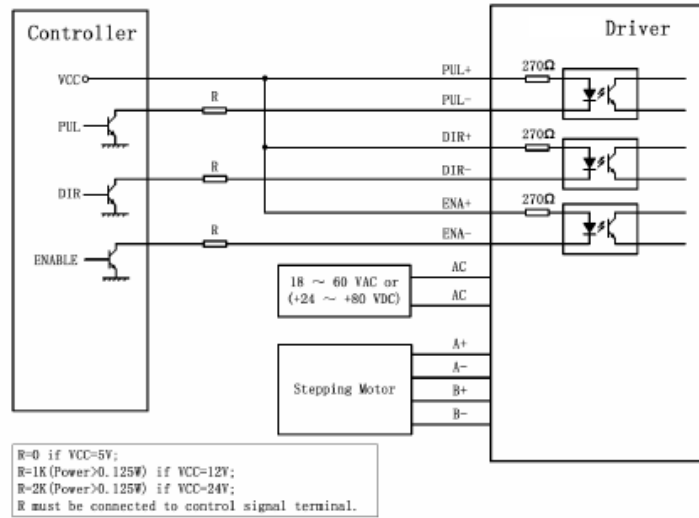 Controller
Driver
VCC
PUL+
270Ω
R
PUL-
PUL
DIR+
270Ω
R
DIR-
DIR
ENA+
270Ω
R
ENA-
ENABLE
18 ～ 60 VAC or
(+24 ～ +80 VDC)
AC
AC
Stepping Motor
A+
A-
B+
B-
R=0 if VCC=5V;
R=1K(Power>0.125W) if VCC=12V;
R=2K(Power>0.125W) if VCC=24V;
R must be connected to control signal terminal.